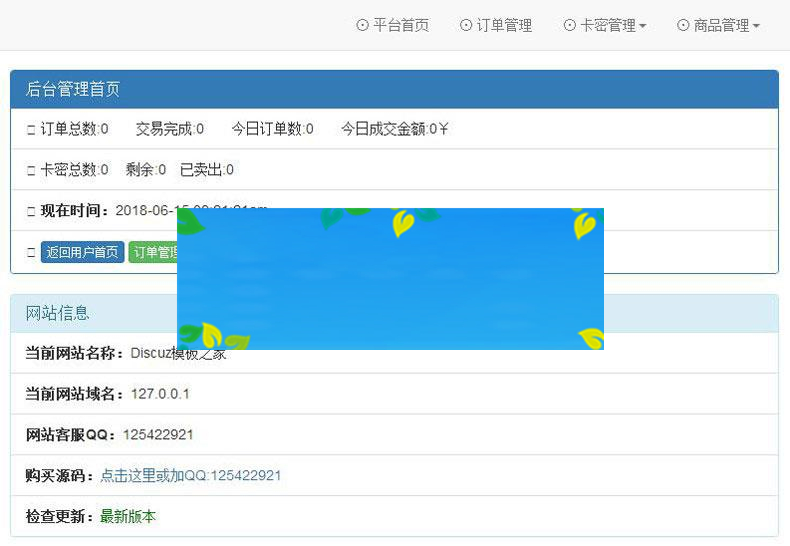 平台首页 订单管理 卡密管理 商品管理
后台管理首页
订单总数:0 交易完成:0 今日订单数:0 今日成交金额:0￥
卡密总数:0 剩余:0 已卖出:0
现在时间：2018-06-15
返回用户首页 订单管理
网站信息
当前网站名称：Discuz模板之家
当前网站域名：127.0.0.1
网站客服QQ：125422921
购买源码：点击这里或加QQ:125422921
检查更新：最新版本